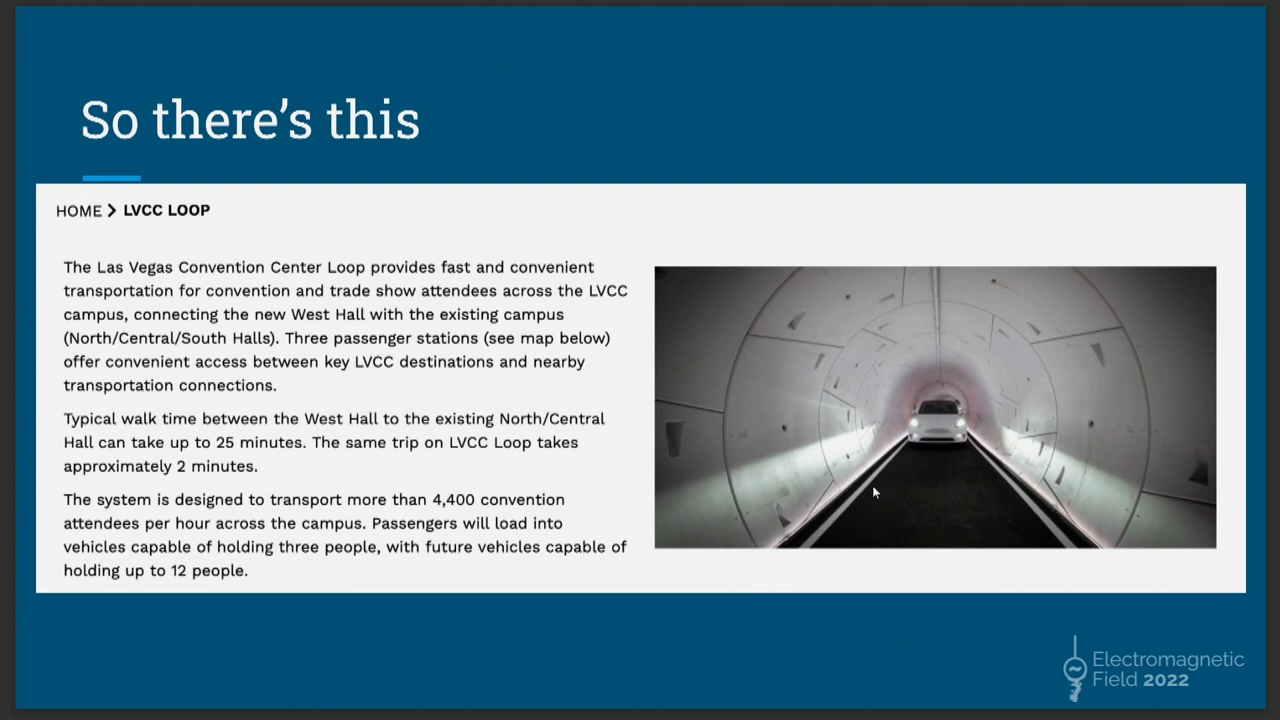 So there’s this
HOME > LVCC LOOP
The Las Vegas Convention Center Loop provides fast and convenient
transportation for convention and trade show attendees across the LVCC
campus, connecting the new West Hall with the existing campus
(North/Central/South Halls). Three passenger stations (see map below)
offer convenient access between key LVCC destinations and nearby
transportation connections.
Typical walk time between the West Hall to the existing North/Central
Hall can take up to 25 minutes. The same trip on LVCC Loop takes
approximately 2 minutes.
The system is designed to transport more than 4,400 convention
attendees per hour across the campus. Passengers will load into
vehicles capable of holding three people, with future vehicles capable of
holding up to 12 people.
Electromagnetic
Field 2022